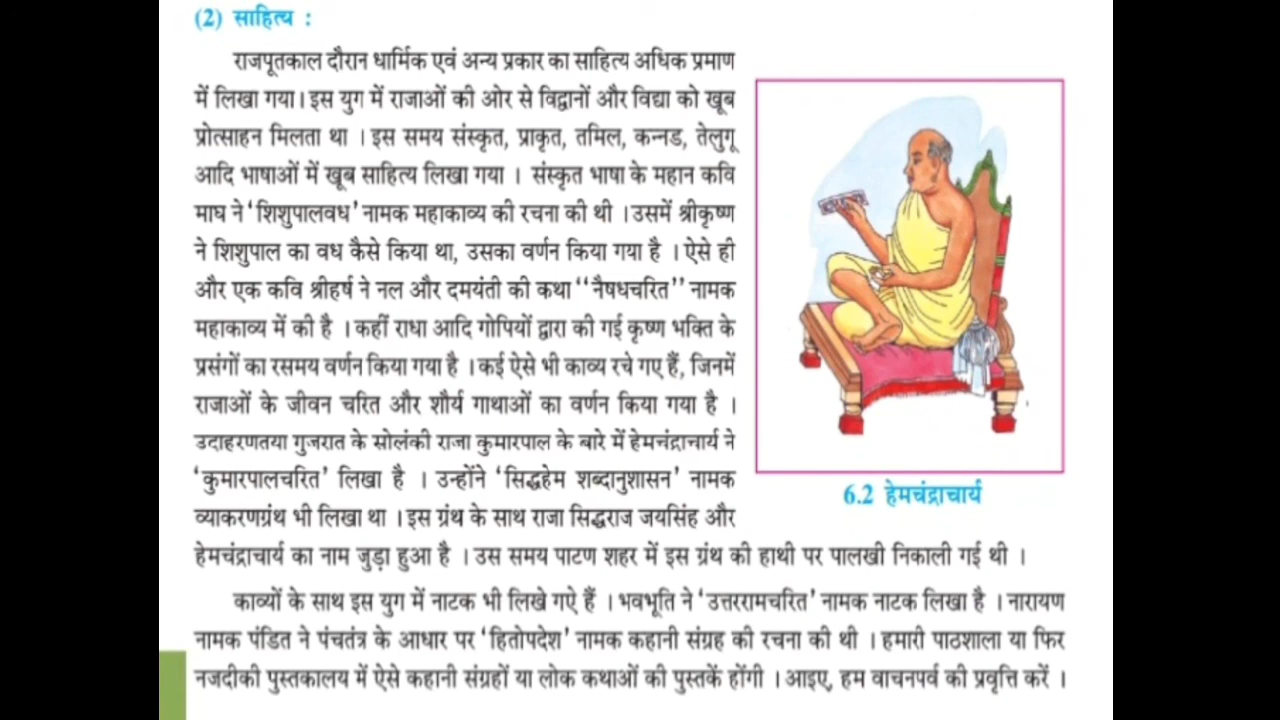 (2) साहित्य :
राजपूतकाल दौरान धार्मिक एवं अन्य प्रकार का साहित्य अधिक प्रमाण
में लिखा गया। इस युग में राजाओं की ओर से विद्वानों और विद्या को खूब
प्रोत्साहन मिलता था । इस समय संस्कृत, प्राकृत, तमिल, कन्नड, तेलुगू
आदि भाषाओं में खूब साहित्य लिखा गया । संस्कृत भाषा के महान कवि
माघ ने ‘शिशुपालवध’ नामक महाकाव्य की रचना की थी । उसमें श्रीकृष्ण
ने शिशुपाल का वध कैसे किया था, उसका वर्णन किया गया है । ऐसे ही
और एक कवि श्रीहर्ष ने नल और दमयंती की कथा ‘‘नैषधचरित’’ नामक
महाकाव्य में की है । कहीं राधा आदि गोपियों द्वारा की गई कृष्ण भक्ति के
प्रसंगों का रसमय वर्णन किया गया है । कई ऐसे भी काव्य रचे गए हैं, जिनमें
राजाओं के जीवन चरित और शौर्य गाथाओं का वर्णन किया गया है ।
उदाहरणतया गुजरात के सोलंकी राजा कुमारपाल के बारे में हेमचंद्राचार्य ने
‘कुमारपालचरित’ लिखा है । उन्होंने ‘सिद्धहेम शब्दानुशासन’ नामक
व्याकरणग्रंथ भी लिखा था । इस ग्रंथ के साथ राजा सिद्धराज जयसिंह और
हेमचंद्राचार्य का नाम जुड़ा हुआ है । उस समय पाटण शहर में इस ग्रंथ की हाथी पर पालखी निकाली गई थी ।
6.2 हेमचंद्राचार्य
काव्यों के साथ इस युग में नाटक भी लिखे गऐ हैं । भवभूति ने ‘उत्तररामचरित’ नामक नाटक लिखा है । नारायण
नामक पंडित ने पंचतंत्र के आधार पर ‘हितोपदेश’ नामक कहानी संग्रह की रचना की थी । हमारी पाठशाला या फिर
नजदीकी पुस्तकालय में ऐसे कहानी संग्रहों या लोक कथाओं की पुस्तकें होंगी । आइए, हम वाचनपर्व की प्रवृत्ति करें ।